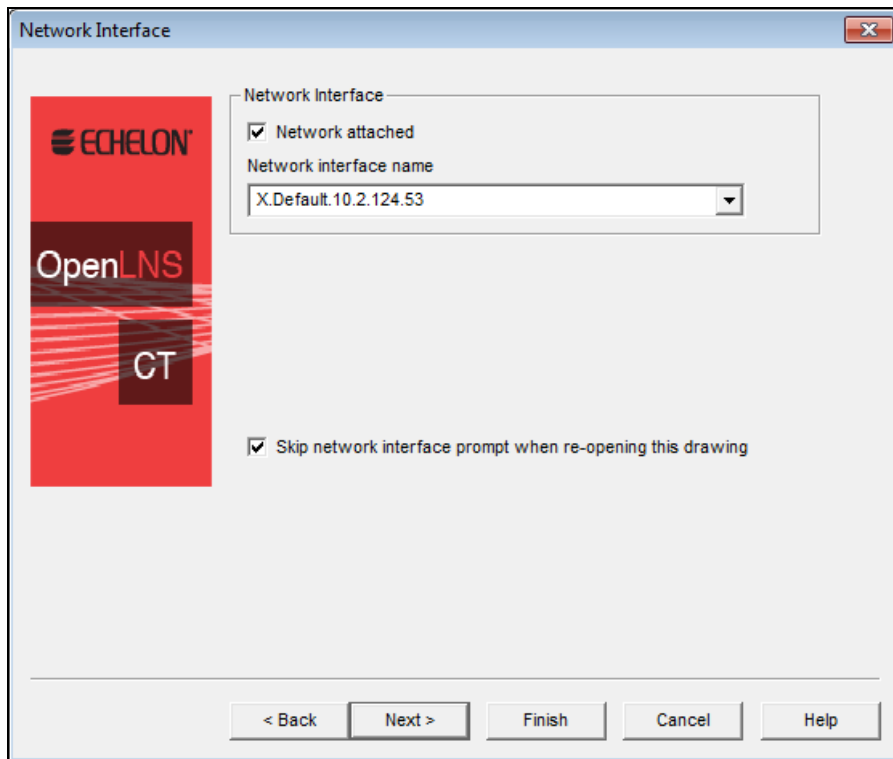 Network Interface
ECHELON
OpenLNS
CT
Network Interface
Network attached
Network interface name
X.Default.10.2.124.53
Skip network interface prompt when re-opening this drawing
< Back Next > Finish Cancel Help